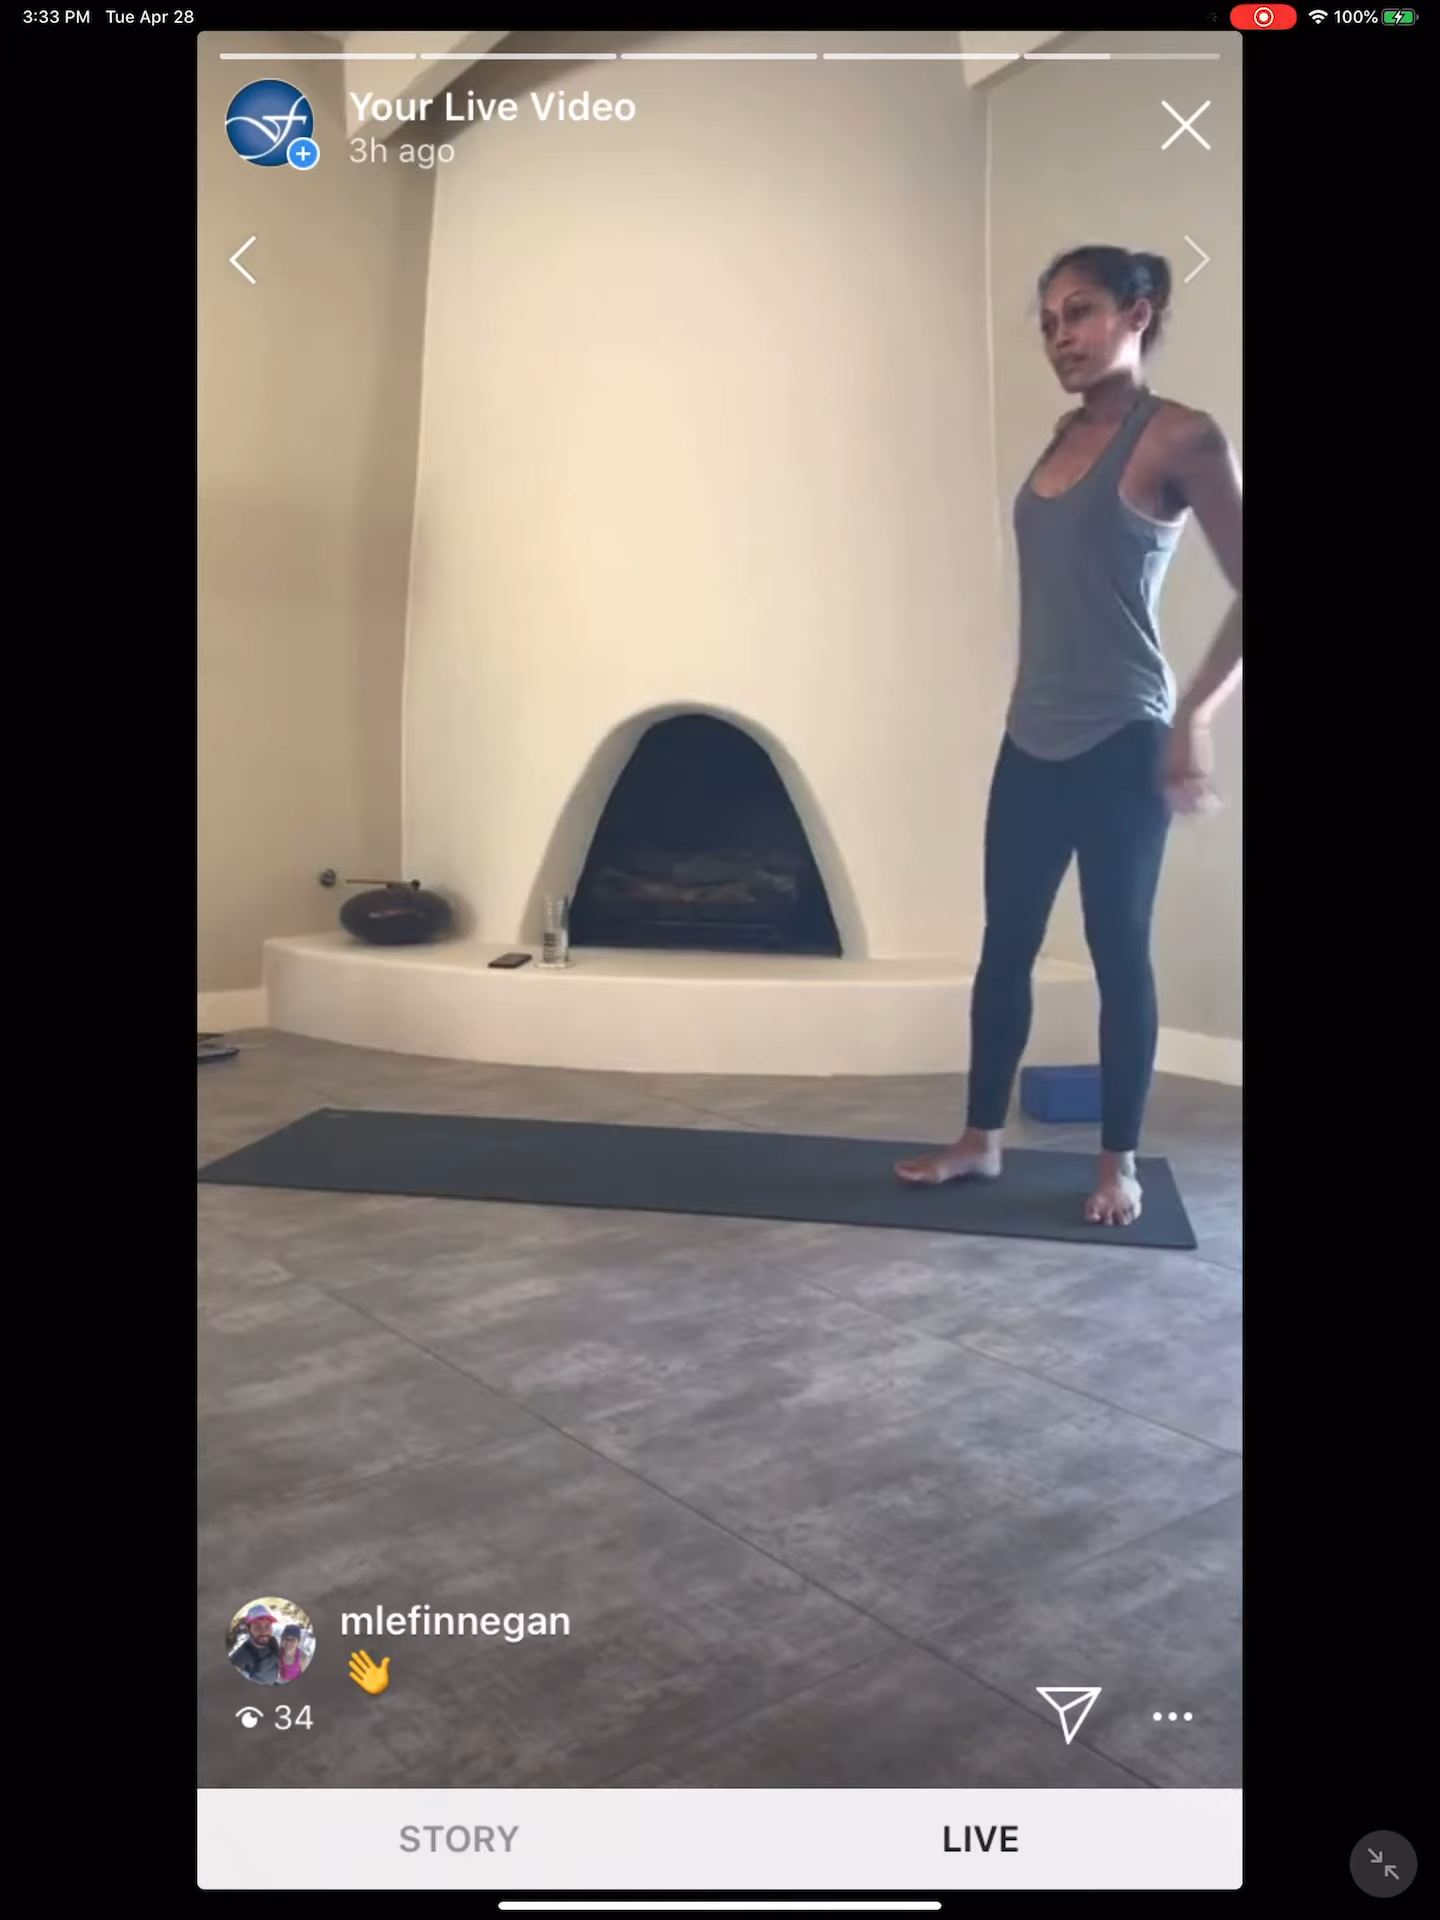 3:33 PM Tue Apr 28
100%
Your Live Video
3h ago
mlefinnegan
👋
34
STORY
LIVE